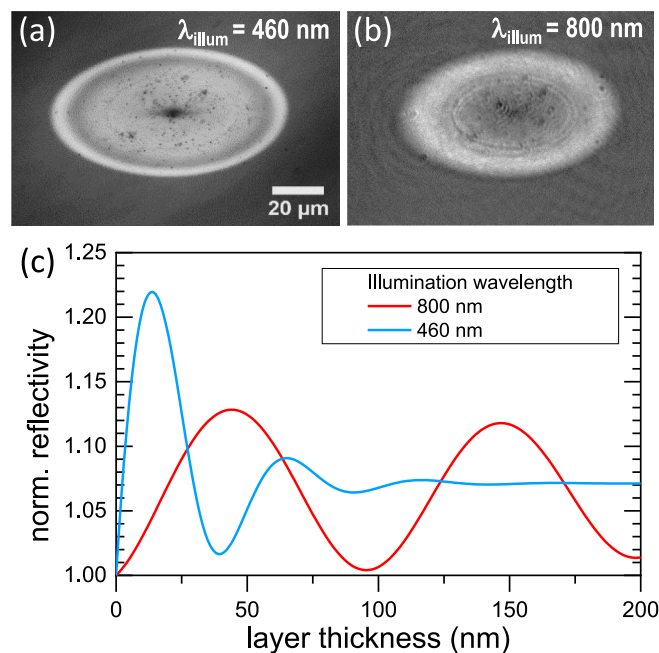 (a)
λillum = 460 nm
20 µm
(b)
λillum = 800 nm
(c)
1.25
1.20
1.15
1.10
1.05
1.00
norm. reflectivity
Illumination wavelength
800 nm
460 nm
0
50
100
150
200
layer thickness (nm)